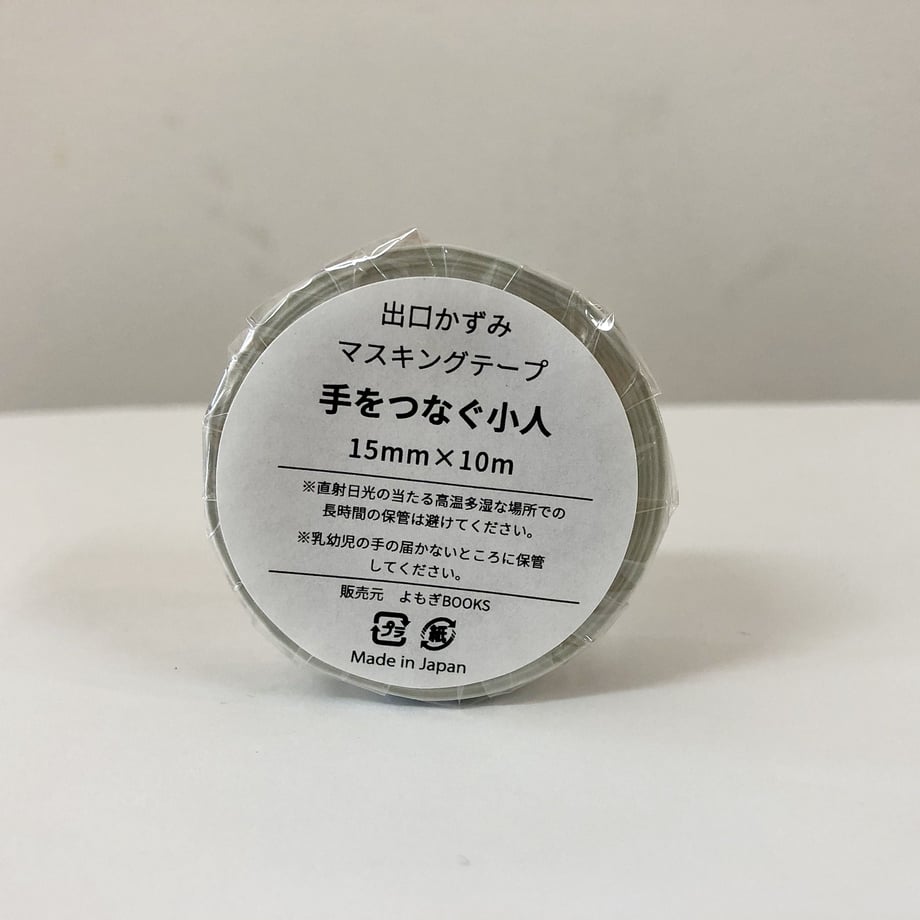 出口かずみ
マスキングテープ
手をつなぐ小人
15mm×10m
※直射日光の当たる高温多湿な場所での
長時間の保管は避けてください。
※乳幼児の手の届かないところに保管
してください。
販売元　よもぎBOOKS
プラ 紙
Made in Japan